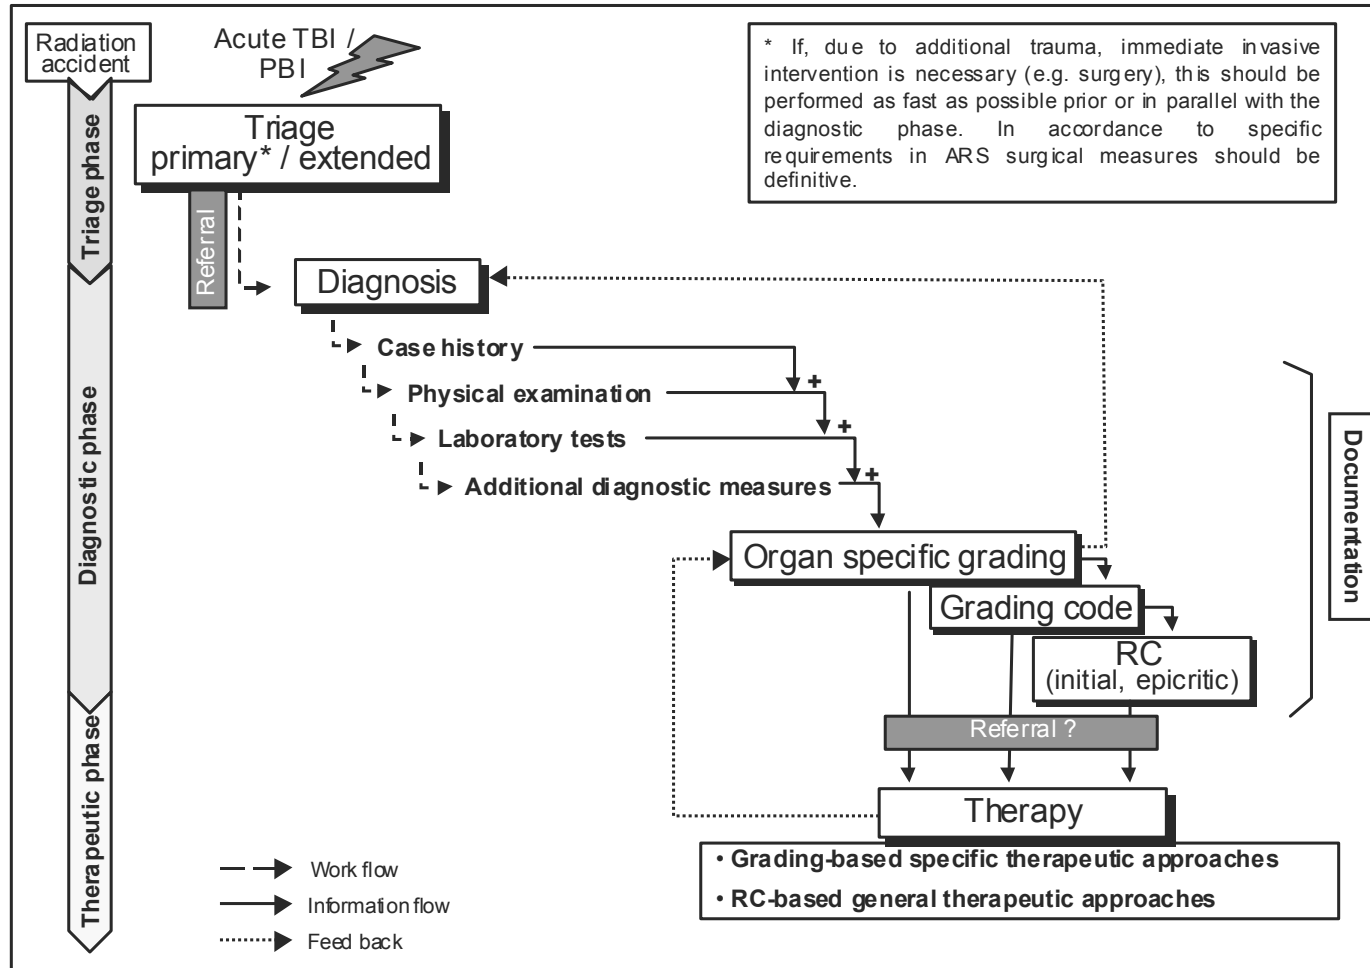 Radiation
accident
Acute TBI /
PBI
* If, due to additional trauma, immediate invasive
intervention is necessary (e.g. surgery), this should be
performed as fast as possible prior or in parallel with the
diagnostic phase. In accordance to specific
requirements in ARS surgical measures should be
definitive.
Triage phase
Triage
primary* / extended
Referral
Diagnosis
Diagnostic phase
Case history
+
Physical examination
+
Laboratory tests
+
Additional diagnostic measures
Organ specific grading
Grading code
RC
(initial, epicritic)
Documentation
Referral ?
Therapeutic phase
Therapy
• Grading-based specific therapeutic approaches
• RC-based general therapeutic approaches
Work flow
Information flow
Feed back